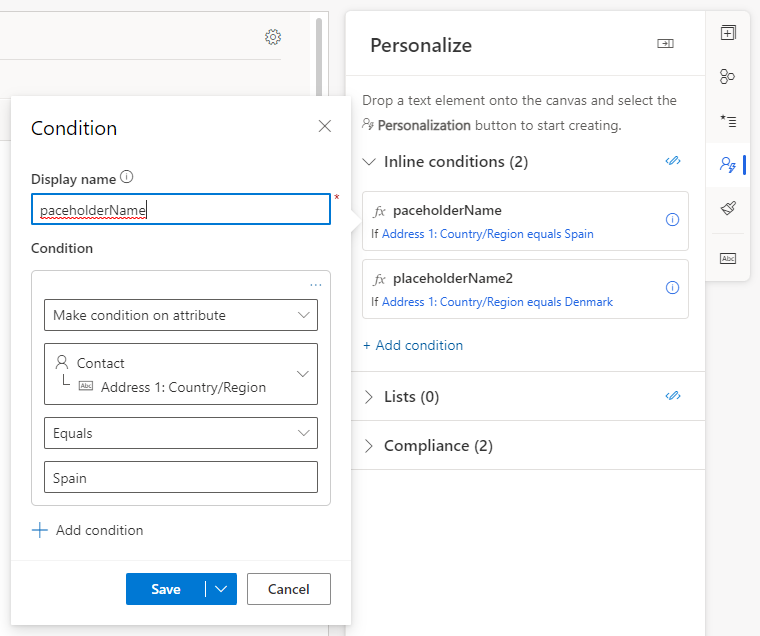 Condition
Display name
paceholderName
*
Condition
...
Make condition on attribute
Contact
Abc Address 1: Country/Region
Equals
Spain
+ Add condition
Save
Cancel
Personalize
Drop a text element onto the canvas and select the
Personalization button to start creating.
Inline conditions (2)
fx paceholderName
If Address 1: Country/Region equals Spain
fx placeholderName2
If Address 1: Country/Region equals Denmark
+ Add condition
Lists (0)
Compliance (2)
Abc